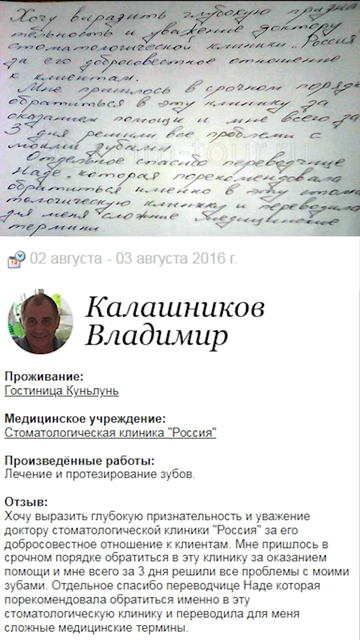 Хочу выразить глубокую призна
тельность и уважение доктору
стоматологической клиники "Россия
за его добросовестное отношение
к клиентам.
Мне пришлось в срочном порядке
обратиться в эту клинику за
оказанием помощи и мне всего за
3 дня решили все проблемы с
моими зубами.
Отдельное спасибо переводчице
Наде которая порекомендовала
обратиться именно в эту стома
тологическую клинику и переводила
для меня сложные медицинские
термины
02 августа - 03 августа 2016 г.
Калашников
Владимир
Проживание:
Гостиница Куньлунь
Медицинское учреждение:
Стоматологическая клиника "Россия"
Произведённые работы:
Лечение и протезирование зубов.
Отзыв:
Хочу выразить глубокую признательность и уважение
доктору стоматологической клиники "Россия" за его
добросовестное отношение к клиентам. Мне пришлось в
срочном порядке обратиться в эту клинику за оказанием
помощи и мне всего за 3 дня решили все проблемы с моими
зубами. Отдельное спасибо переводчице Наде которая
порекомендовала обратиться именно в эту
стоматологическую клинику и переводила для меня
сложные медицинские термины.